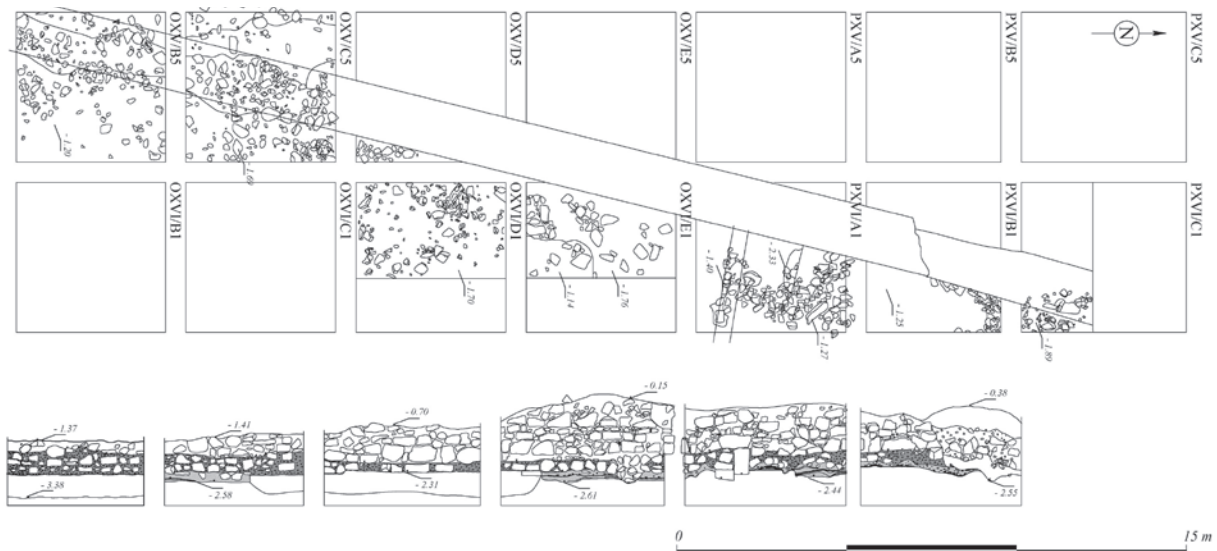 OXV/B5
OXV/C5
OXV/D5
OXV/E5
PXV/A5
PXV/B5
PXV/C5
N
- 1.20
- 1.69
OXVI/B1
OXVI/C1
OXVI/D1
OXVI/E1
PXVI/A1
PXVI/B1
PXVI/C1
- 1.70
- 1.14
- 1.76
- 1.40
- 2.33
- 1.27
- 1.25
- 1.89
- 1.37
- 3.38
- 1.41
- 2.58
- 0.70
- 2.31
- 0.15
- 2.61
- 2.44
- 0.38
- 2.55
0 15 m